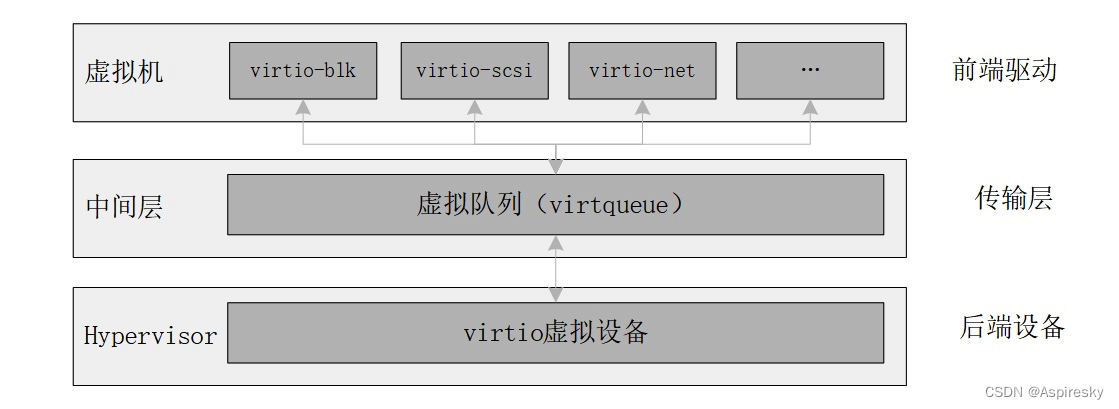 虚拟机
virtio-blk
virtio-scsi
virtio-net
…
前端驱动
中间层
虚拟队列（virtqueue）
传输层
Hypervisor
virtio虚拟设备
后端设备
CSDN @Aspiresky